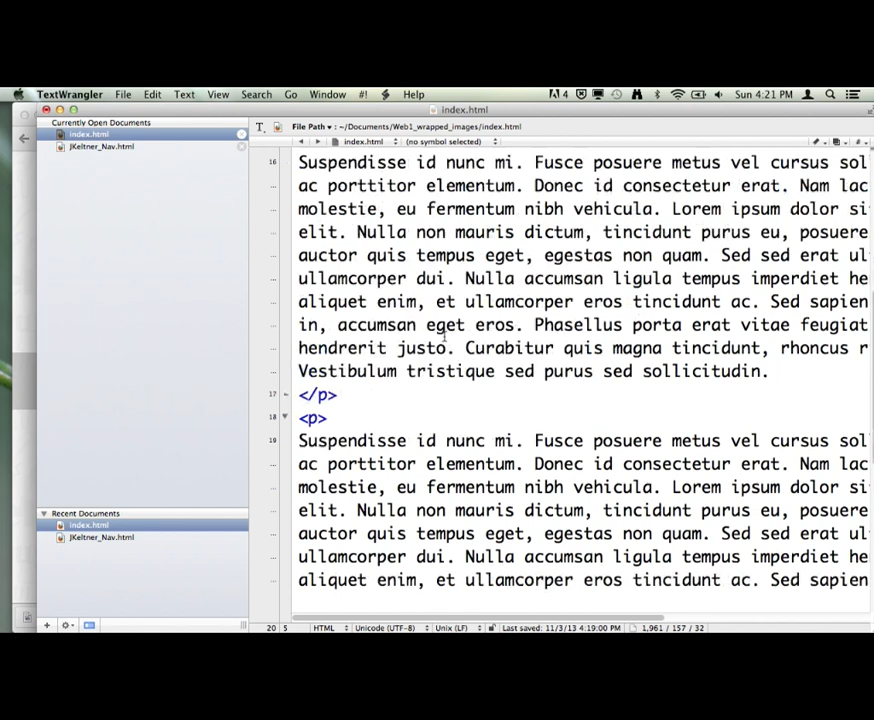 TextWrangler File Edit Text View Search Go Window #! Help 4 Sun 4:21 PM
index.html
Currently Open Documents
index.html
JKeltner_Nav.html
File Path ▾ : ~/Documents/Web1_wrapped_images/index.html
index.html (no symbol selected)
16 Suspendisse id nunc mi. Fusce posuere metus vel cursus sol
ac porttitor elementum. Donec id consectetur erat. Nam lac
molestie, eu fermentum nibh vehicula. Lorem ipsum dolor si
elit. Nulla non mauris dictum, tincidunt purus eu, posuere
auctor quis tempus eget, egestas non quam. Sed sed erat ul
ullamcorper dui. Nulla accumsan ligula tempus imperdiet he
aliquet enim, et ullamcorper eros tincidunt ac. Sed sapien
in, accumsan eget eros. Phasellus porta erat vitae feugiat
hendrerit justo. Curabitur quis magna tincidunt, rhoncus r
Vestibulum tristique sed purus sed sollicitudin.
17 </p>
18 <p>
19 Suspendisse id nunc mi. Fusce posuere metus vel cursus sol
ac porttitor elementum. Donec id consectetur erat. Nam lac
molestie, eu fermentum nibh vehicula. Lorem ipsum dolor si
elit. Nulla non mauris dictum, tincidunt purus eu, posuere
auctor quis tempus eget, egestas non quam. Sed sed erat ul
ullamcorper dui. Nulla accumsan ligula tempus imperdiet he
aliquet enim, et ullamcorper eros tincidunt ac. Sed sapien
Recent Documents
index.html
JKeltner_Nav.html
20 5 HTML Unicode (UTF-8) Unix (LF) Last saved: 11/3/13 4:19:00 PM 1,961 / 157 / 32